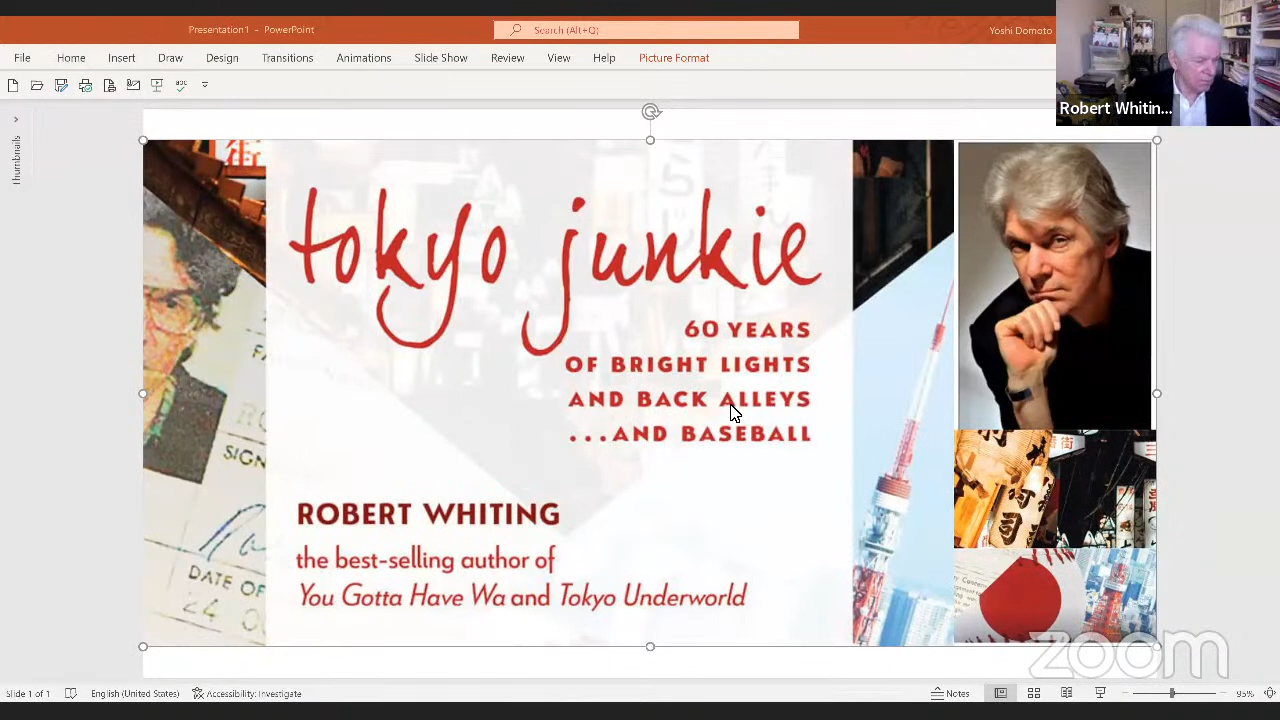 Presentation1 - PowerPoint
Search (Alt+Q)
Yoshi Domoto
File Home Insert Draw Design Transitions Animations Slide Show Review View Help Picture Format
Robert Whitin...
Thumbnails
街
tokyo junkie
60 YEARS
OF BRIGHT LIGHTS
AND BACK ALLEYS
...AND BASEBALL
SIGN
ROBERT WHITING
the best-selling author of
You Gotta Have Wa and Tokyo Underworld
DATE OF
24 O
zoom
Slide 1 of 1 English (United States) Accessibility: Investigate Notes 95%